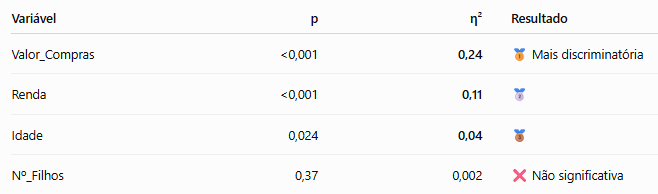 Variável p η² Resultado
Valor_Compras <0,001 0,24 🥇 Mais discriminatória
Renda <0,001 0,11 🥈
Idade 0,024 0,04 🥉
Nº_Filhos 0,37 0,002 ❌ Não significativa